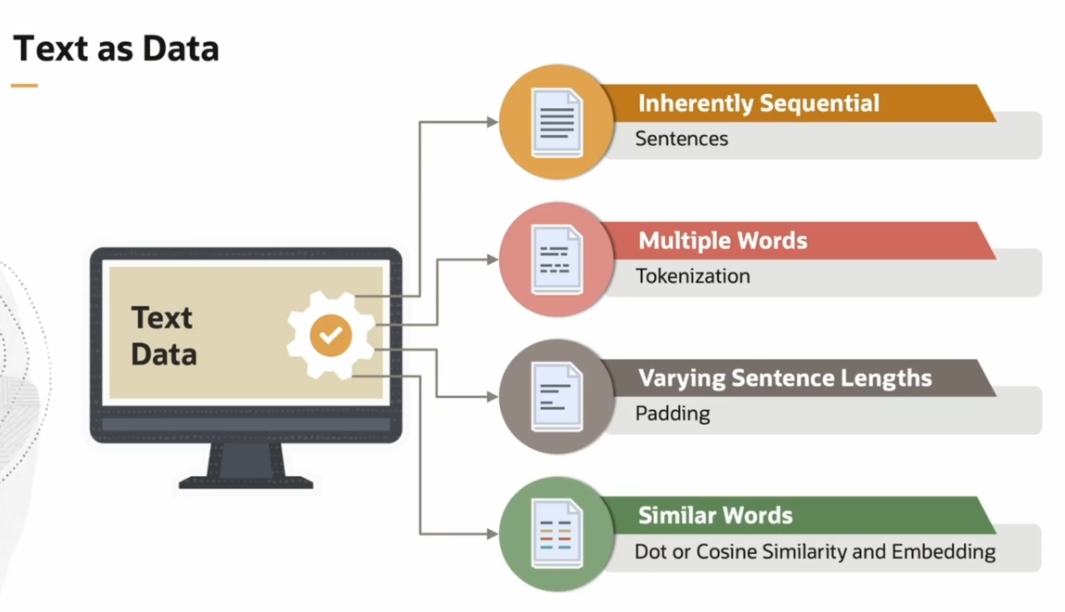 Text as Data
Text
Data
Inherently Sequential
Sentences
Multiple Words
Tokenization
Varying Sentence Lengths
Padding
Similar Words
Dot or Cosine Similarity and Embedding